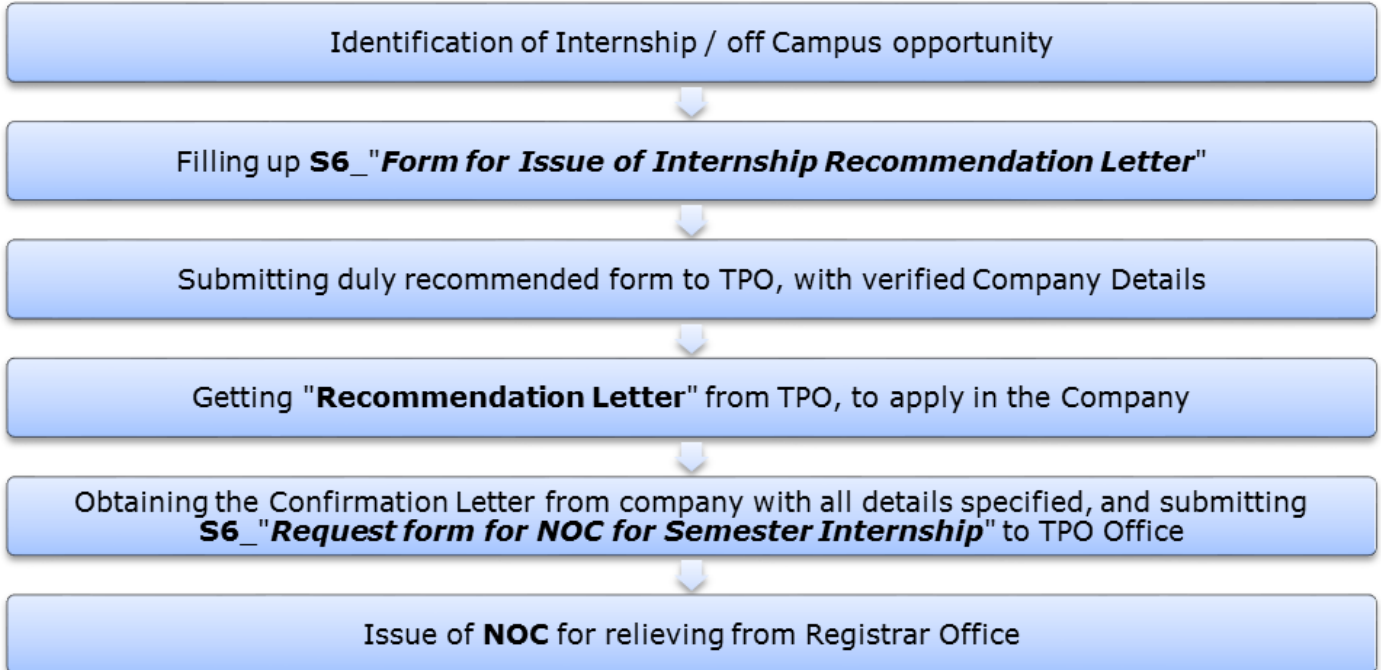 Identification of Internship / off Campus opportunity
Filling up S6_"Form for Issue of Internship Recommendation Letter"
Submitting duly recommended form to TPO, with verified Company Details
Getting "Recommendation Letter" from TPO, to apply in the Company
Obtaining the Confirmation Letter from company with all details specified, and submitting
S6_"Request form for NOC for Semester Internship" to TPO Office
Issue of NOC for relieving from Registrar Office